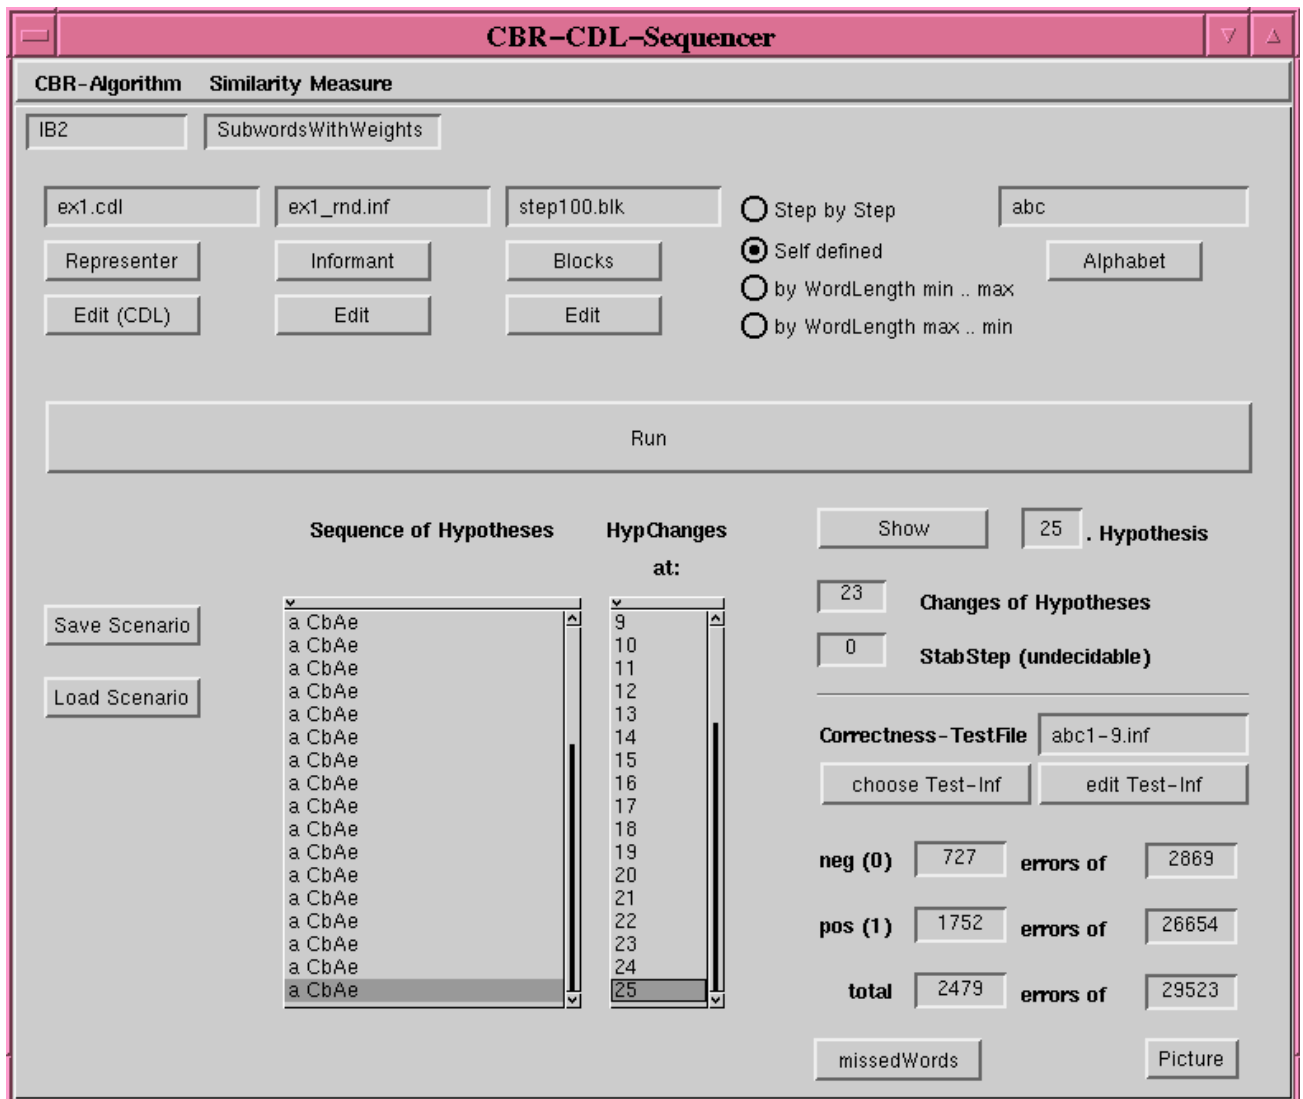 CBR-CDL-Sequencer
CBR-Algorithm Similarity Measure
IB2 SubwordsWithWeights
ex1.cdl ex1_rnd.inf step100.blk Step by Step abc
Representer Informant Blocks Self defined Alphabet
by WordLength min .. max
Edit (CDL) Edit Edit by WordLength max .. min
Run
Sequence of Hypotheses HypChanges at: Show 25 . Hypothesis
23 Changes of Hypotheses
0 StabStep (undecidable)
Save Scenario
Load Scenario
a CbAe 9
a CbAe 10
a CbAe 11
a CbAe 12
a CbAe 13
a CbAe 14
a CbAe 15
a CbAe 16
a CbAe 17
a CbAe 18
a CbAe 19
a CbAe 20
a CbAe 21
a CbAe 22
a CbAe 23
a CbAe 24
a CbAe 25
Correctness-TestFile abc1-9.inf
choose Test-Inf edit Test-Inf
neg (0) 727 errors of 2869
pos (1) 1752 errors of 26654
total 2479 errors of 29523
missedWords Picture